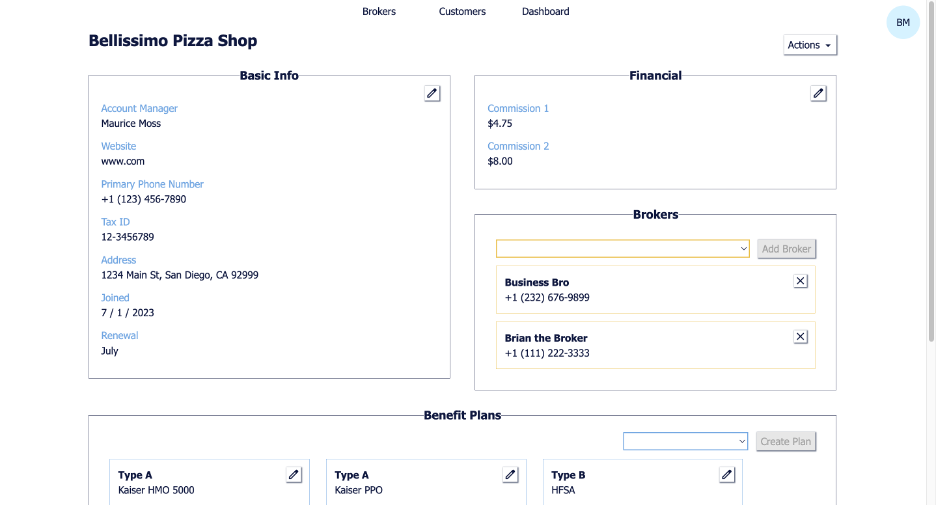 Brokers Customers Dashboard
BM
Bellissimo Pizza Shop
Actions
Basic Info
Account Manager
Maurice Moss
Website
www.com
Primary Phone Number
+1 (123) 456-7890
Tax ID
12-3456789
Address
1234 Main St, San Diego, CA 92999
Joined
7 / 1 / 2023
Renewal
July
Financial
Commission 1
$4.75
Commission 2
$8.00
Brokers
Add Broker
Business Bro
+1 (232) 676-9899
Brian the Broker
+1 (111) 222-3333
Benefit Plans
Create Plan
Type A
Kaiser HMO 5000
Type A
Kaiser PPO
Type B
HFSA